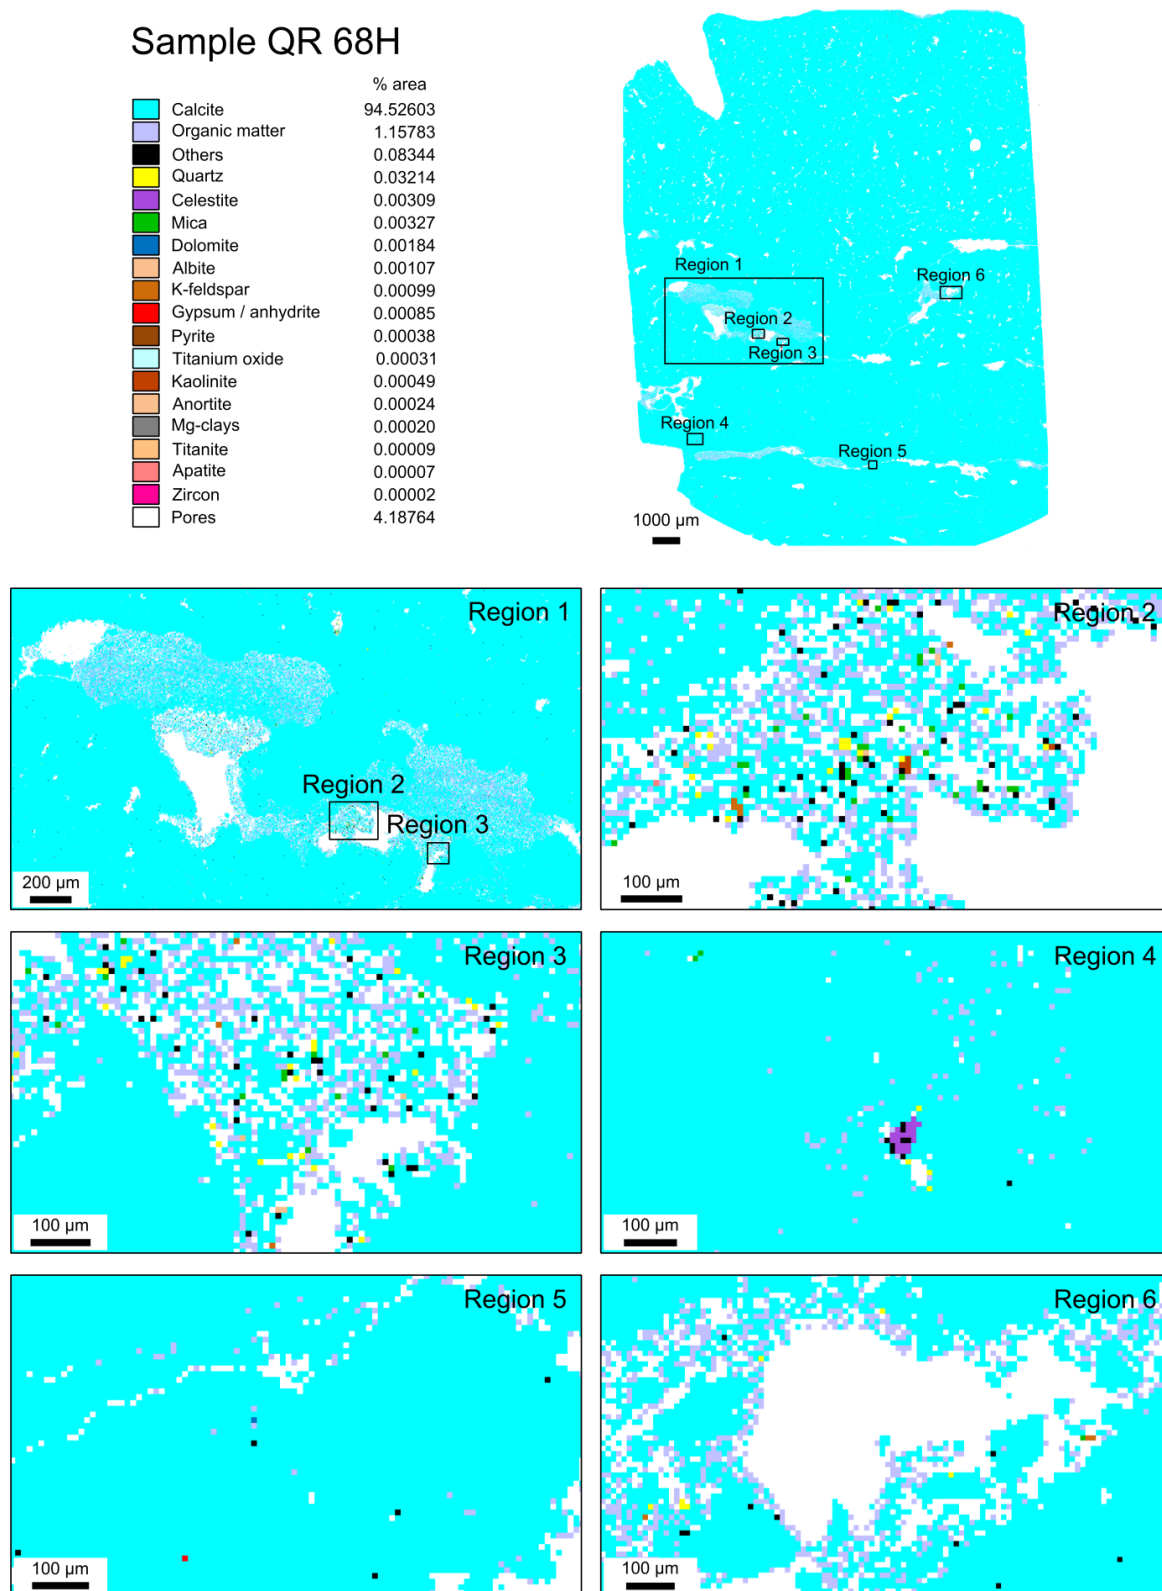 Sample QR 68H
% area
Calcite 94.52603
Organic matter 1.15783
Others 0.08344
Quartz 0.03214
Celestite 0.00309
Mica 0.00327
Dolomite 0.00184
Albite 0.00107
K-feldspar 0.00099
Gypsum / anhydrite 0.00085
Pyrite 0.00038
Titanium oxide 0.00031
Kaolinite 0.00049
Anortite 0.00024
Mg-clays 0.00020
Titanite 0.00009
Apatite 0.00007
Zircon 0.00002
Pores 4.18764
Region 1
Region 6
Region 2
Region 3
Region 4
Region 5
1000 µm
Region 1
Region 2
Region 3
200 µm
Region 2
100 µm
Region 3
100 µm
Region 4
100 µm
Region 5
100 µm
Region 6
100 µm